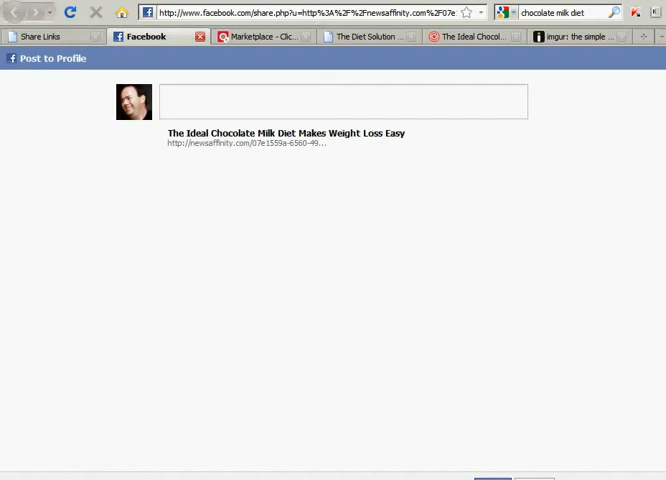 http://www.facebook.com/share.php?u=http%3A%2F%2Fnewsaffinity.com%2F07e1
chocolate milk diet
Share Links
Facebook
Marketplace - Clic...
The Diet Solution ...
The Ideal Chocol...
imgur: the simple ...
Post to Profile
The Ideal Chocolate Milk Diet Makes Weight Loss Easy
http://newsaffinity.com/07e1559a-6560-49...